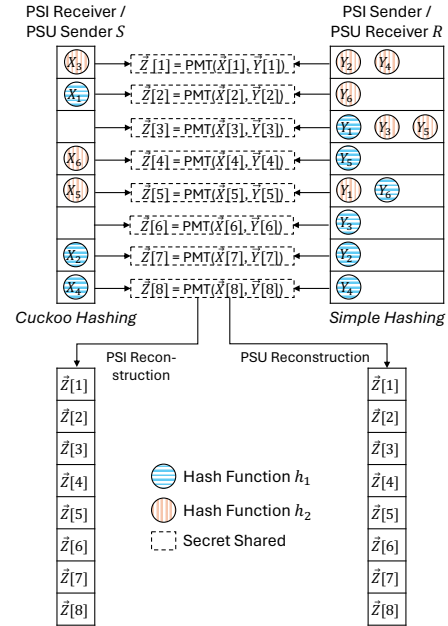 PSI Receiver /
PSU Sender S
PSI Sender /
PSU Receiver R
X₃
Z⃗[1] = PMT(X⃗[1], Y⃗[1])
Y₂ Y₄
X₁
Z⃗[2] = PMT(X⃗[2], Y⃗[2])
Y₆
Z⃗[3] = PMT(X⃗[3], Y⃗[3])
Y₁ Y₃ Y₅
X₆
Z⃗[4] = PMT(X⃗[4], Y⃗[4])
Y₅
X₅
Z⃗[5] = PMT(X⃗[5], Y⃗[5])
Y₁ Y₆
Z⃗[6] = PMT(X⃗[6], Y⃗[6])
Y₃
X₂
Z⃗[7] = PMT(X⃗[7], Y⃗[7])
Y₂
X₄
Z⃗[8] = PMT(X⃗[8], Y⃗[8])
Y₄
Cuckoo Hashing
Simple Hashing
PSI Recon-
struction
PSU Reconstruction
Z⃗[1]
Z⃗[2]
Z⃗[3]
Z⃗[4]
Z⃗[5]
Z⃗[6]
Z⃗[7]
Z⃗[8]
Hash Function h₁
Hash Function h₂
Secret Shared
Z⃗[1]
Z⃗[2]
Z⃗[3]
Z⃗[4]
Z⃗[5]
Z⃗[6]
Z⃗[7]
Z⃗[8]